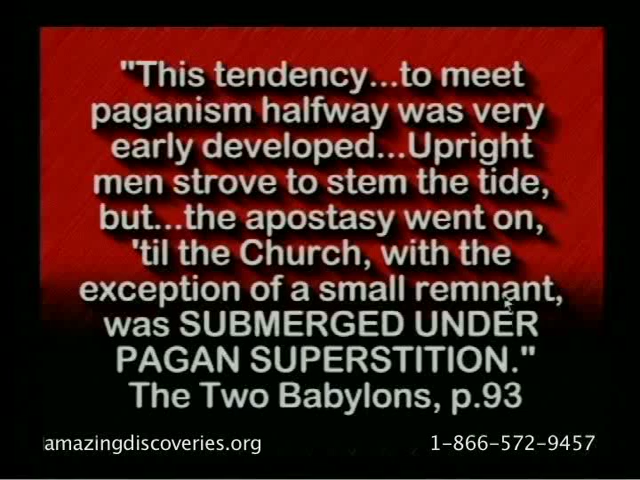 "This tendency...to meet
paganism halfway was very
early developed...Upright
men strove to stem the tide,
but...the apostasy went on,
'til the Church, with the
exception of a small remnant,
was SUBMERGED UNDER
PAGAN SUPERSTITION."
The Two Babylons, p.93
amazingdiscoveries.org 1-866-572-9457